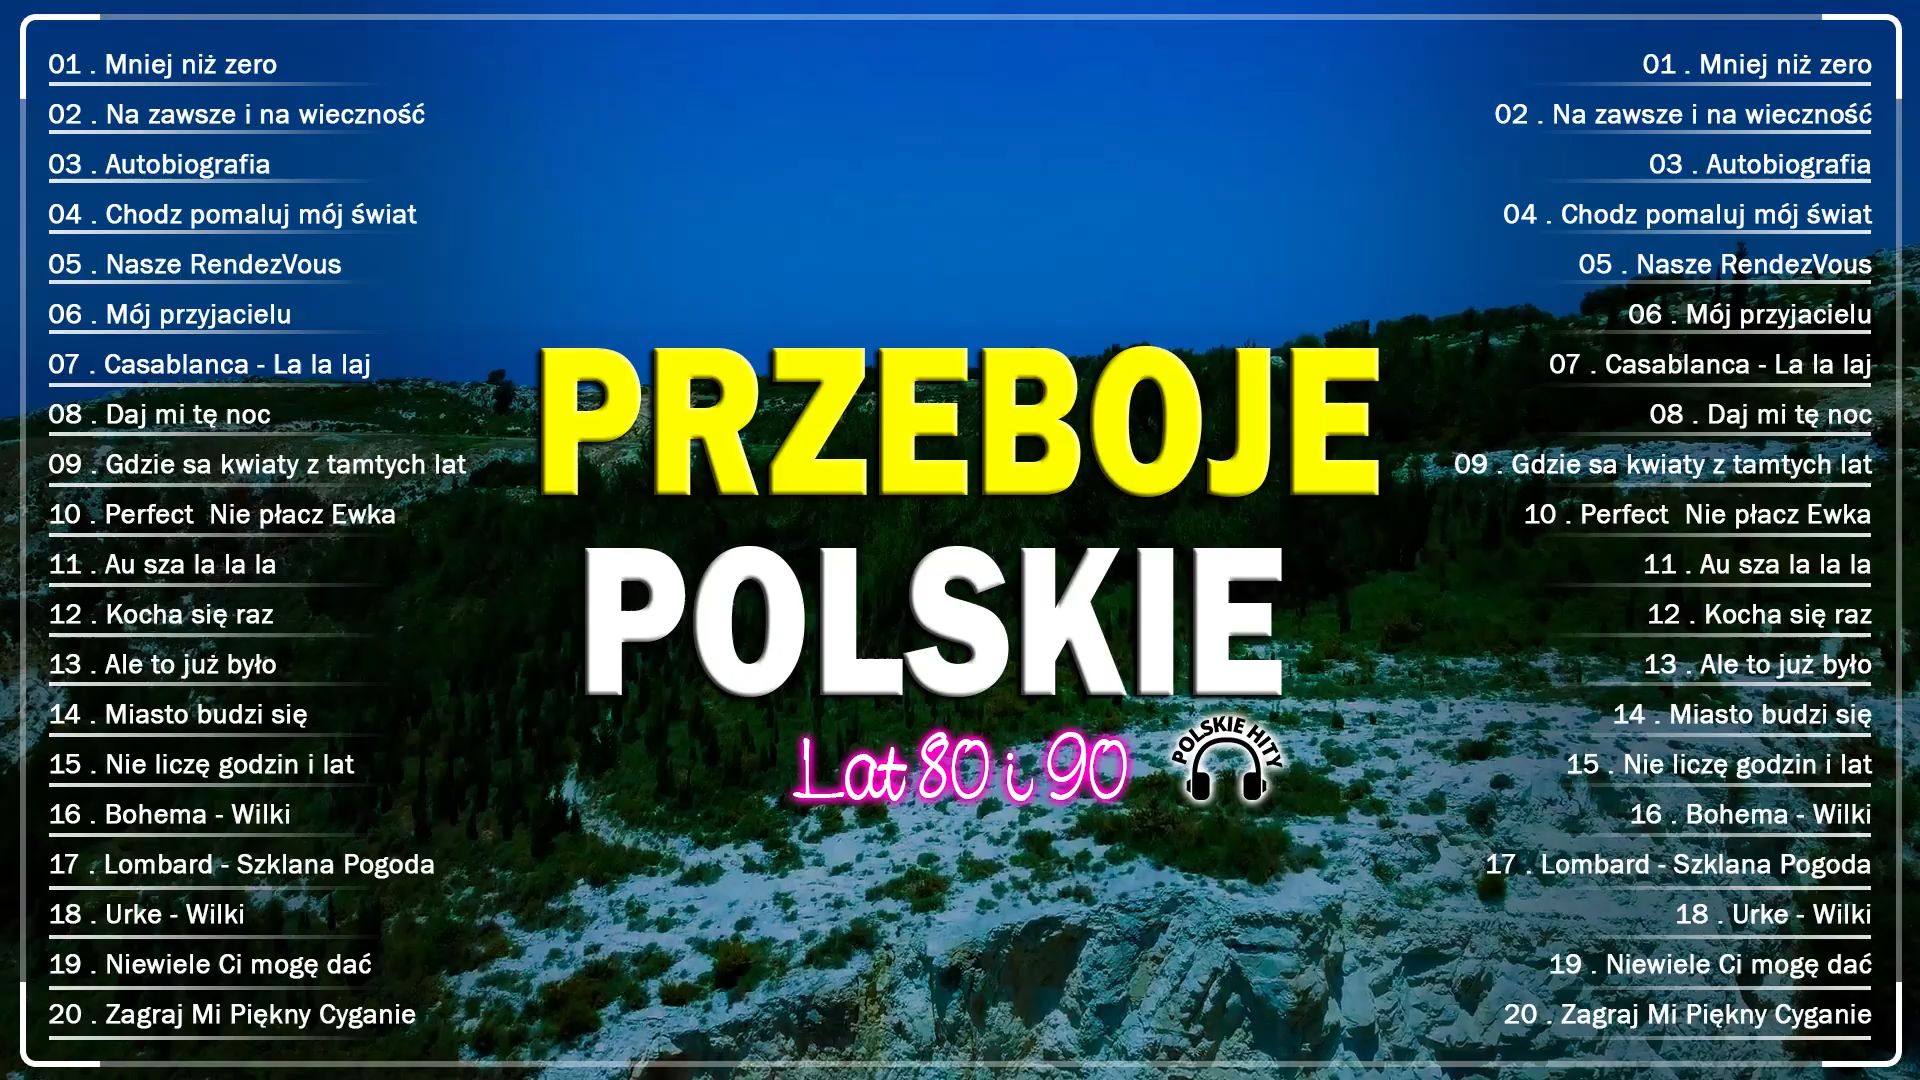 01 . Mniej niż zero
02 . Na zawsze i na wieczność
03 . Autobiografia
04 . Chodz pomaluj mój świat
05 . Nasze RendezVous
06 . Mój przyjacielu
07 . Casablanca - La la laj
08 . Daj mi tę noc
09 . Gdzie sa kwiaty z tamtych lat
10 . Perfect  Nie płacz Ewka
11 . Au sza la la la
12 . Kocha się raz
13 . Ale to już było
14 . Miasto budzi się
15 . Nie liczę godzin i lat
16 . Bohema - Wilki
17 . Lombard - Szklana Pogoda
18 . Urke - Wilki
19 . Niewiele Ci mogę dać
20 . Zagraj Mi Piękny Cyganie
PRZEBOJE
POLSKIE
Lat 80 i 90
POLSKIE HITY
01 . Mniej niż zero
02 . Na zawsze i na wieczność
03 . Autobiografia
04 . Chodz pomaluj mój świat
05 . Nasze RendezVous
06 . Mój przyjacielu
07 . Casablanca - La la laj
08 . Daj mi tę noc
09 . Gdzie sa kwiaty z tamtych lat
10 . Perfect  Nie płacz Ewka
11 . Au sza la la la
12 . Kocha się raz
13 . Ale to już było
14 . Miasto budzi się
15 . Nie liczę godzin i lat
16 . Bohema - Wilki
17 . Lombard - Szklana Pogoda
18 . Urke - Wilki
19 . Niewiele Ci mogę dać
20 . Zagraj Mi Piękny Cyganie